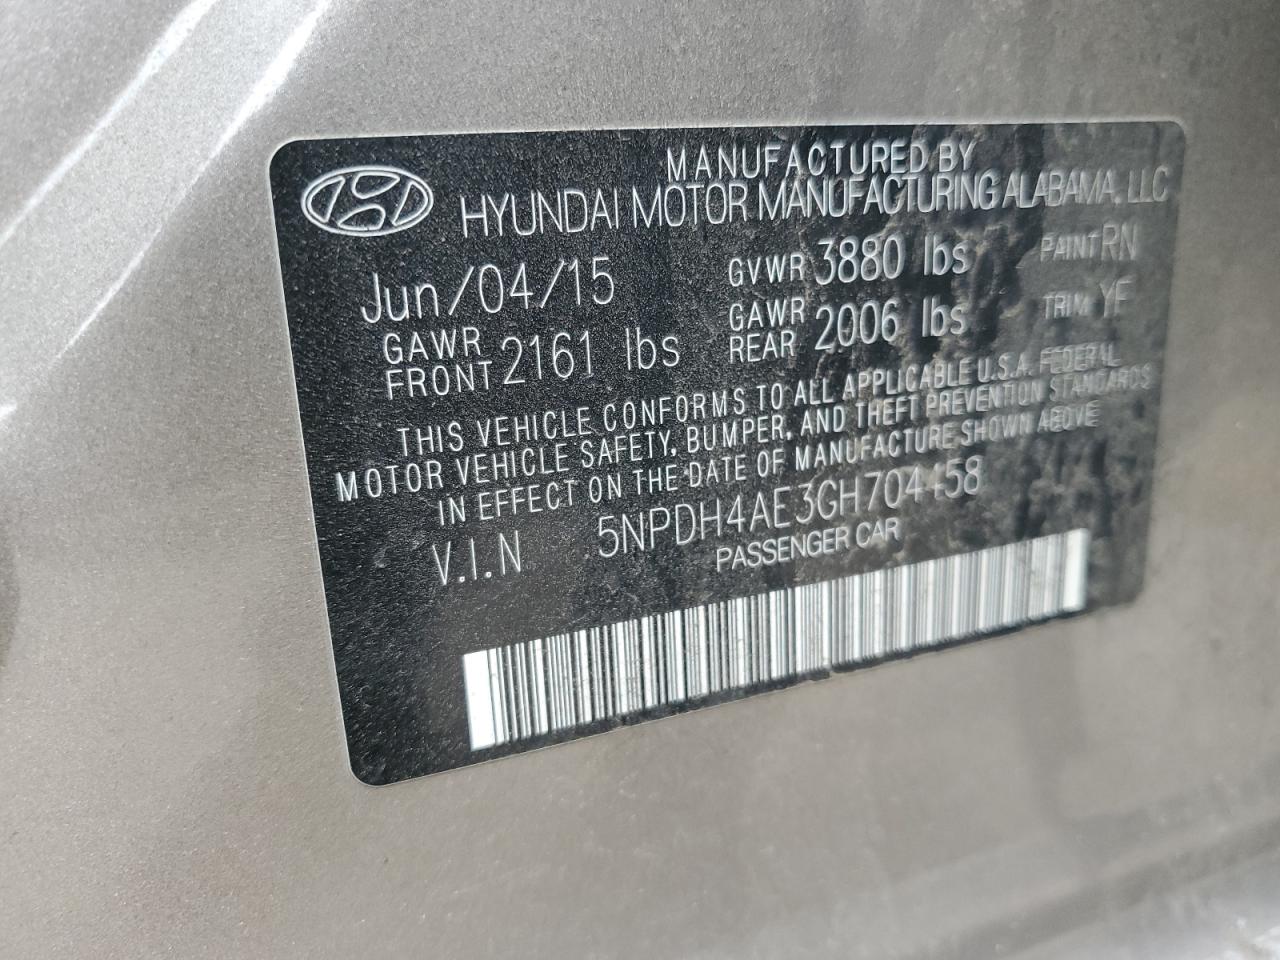 MANUFACTURED BY
HYUNDAI MOTOR MANUFACTURING ALABAMA, LLC
Jun/04/15 GVWR 3880 lbs PAINT RN
GAWR FRONT 2161 lbs GAWR REAR 2006 lbs TRIM YF
THIS VEHICLE CONFORMS TO ALL APPLICABLE U.S.A. FEDERAL
MOTOR VEHICLE SAFETY, BUMPER, AND THEFT PREVENTION STANDARDS
IN EFFECT ON THE DATE OF MANUFACTURE SHOWN ABOVE
V.I.N 5NPDH4AE3GH704458
PASSENGER CAR